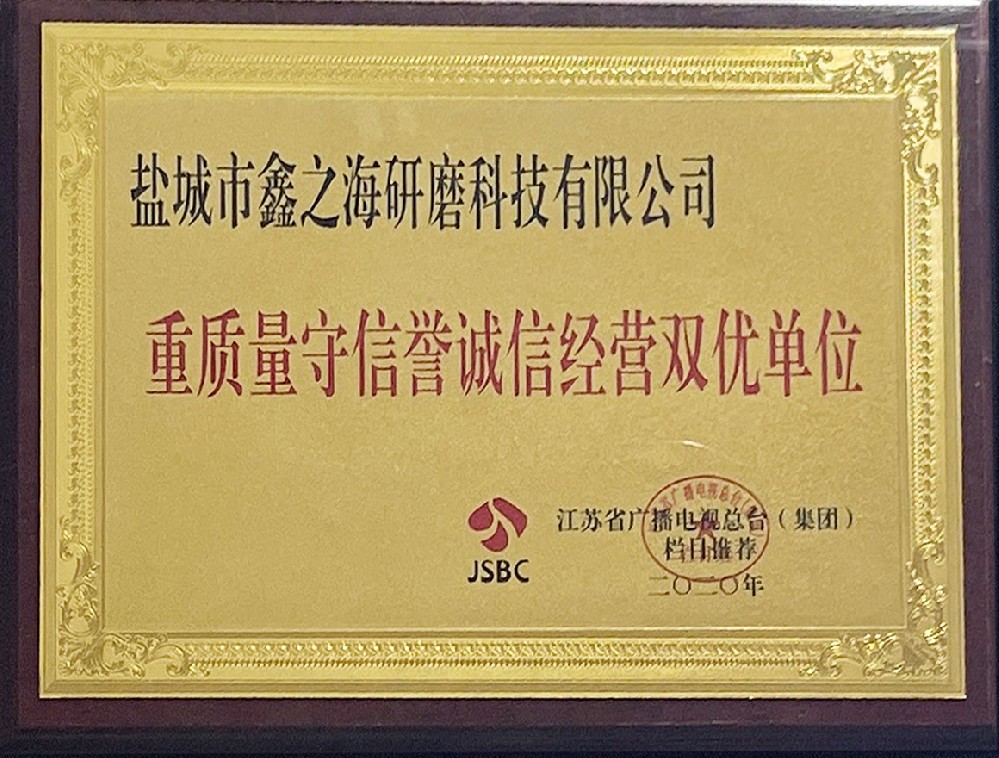 盐城市鑫之海研磨科技有限公司
重质量守信誉诚信经营双优单位
JSBC
江苏省广播电视总台（集团）
栏目推荐
二〇二〇年